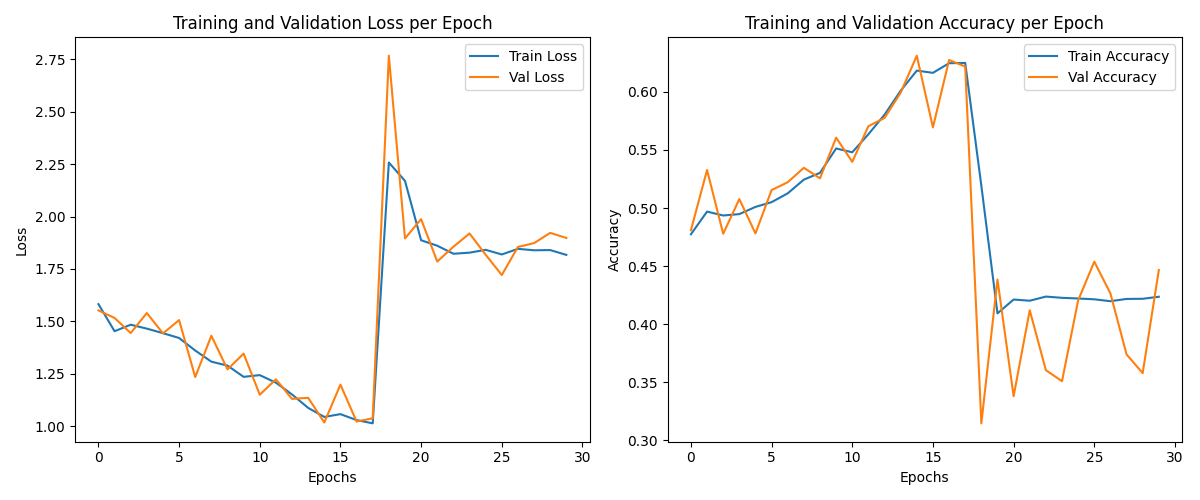 Training and Validation Loss per Epoch
Train Loss
Val Loss
2.75
2.50
2.25
2.00
1.75
1.50
1.25
1.00
Loss
0 5 10 15 20 25 30
Epochs
Training and Validation Accuracy per Epoch
Train Accuracy
Val Accuracy
0.60
0.55
0.50
0.45
0.40
0.35
0.30
Accuracy
0 5 10 15 20 25 30
Epochs